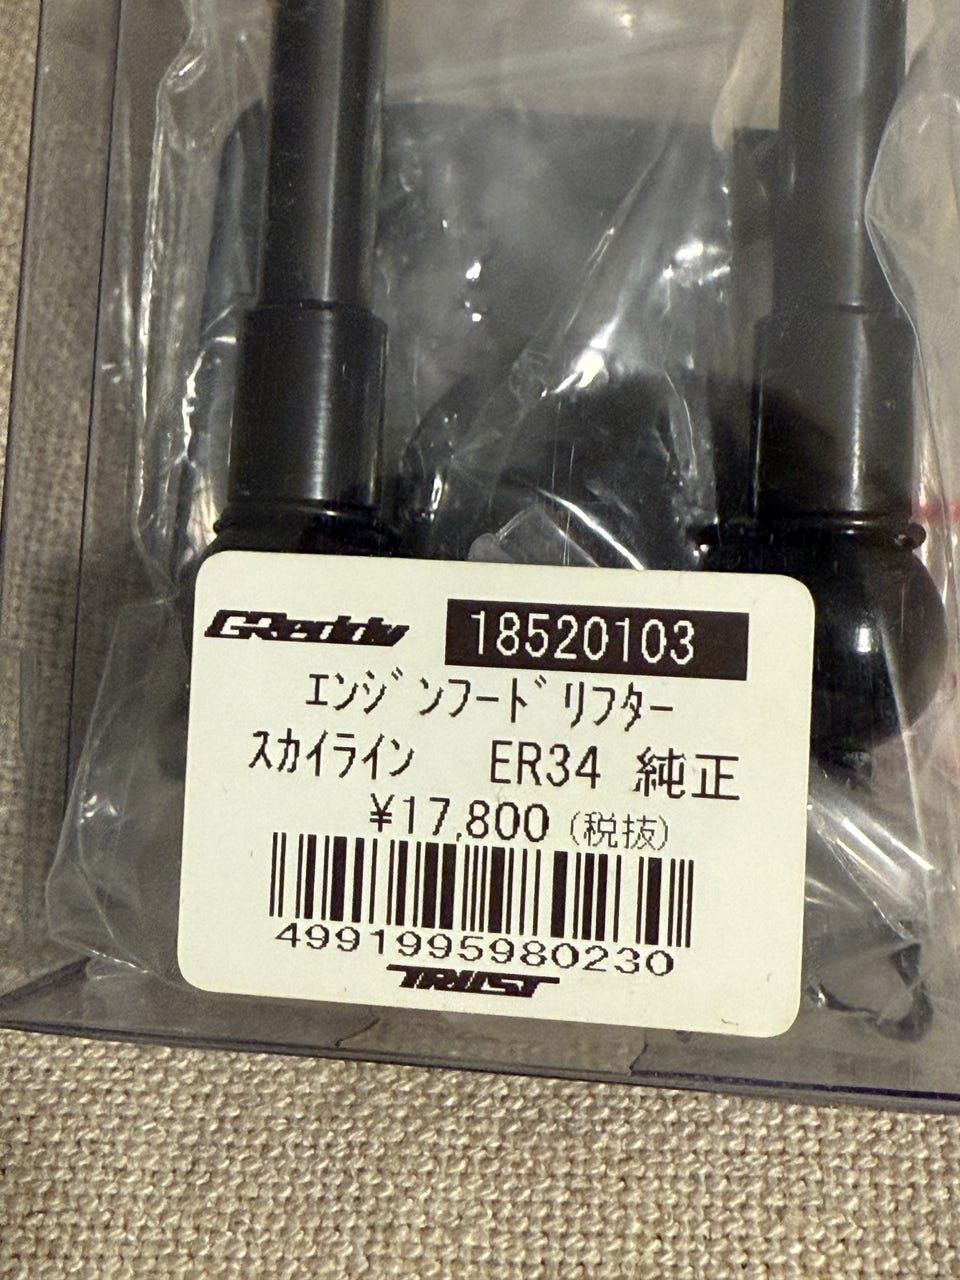 GReddy 18520103
エンジンフードリフター
スカイライン ER34 純正
¥17,800 (税抜)
4991995980230
TRUST